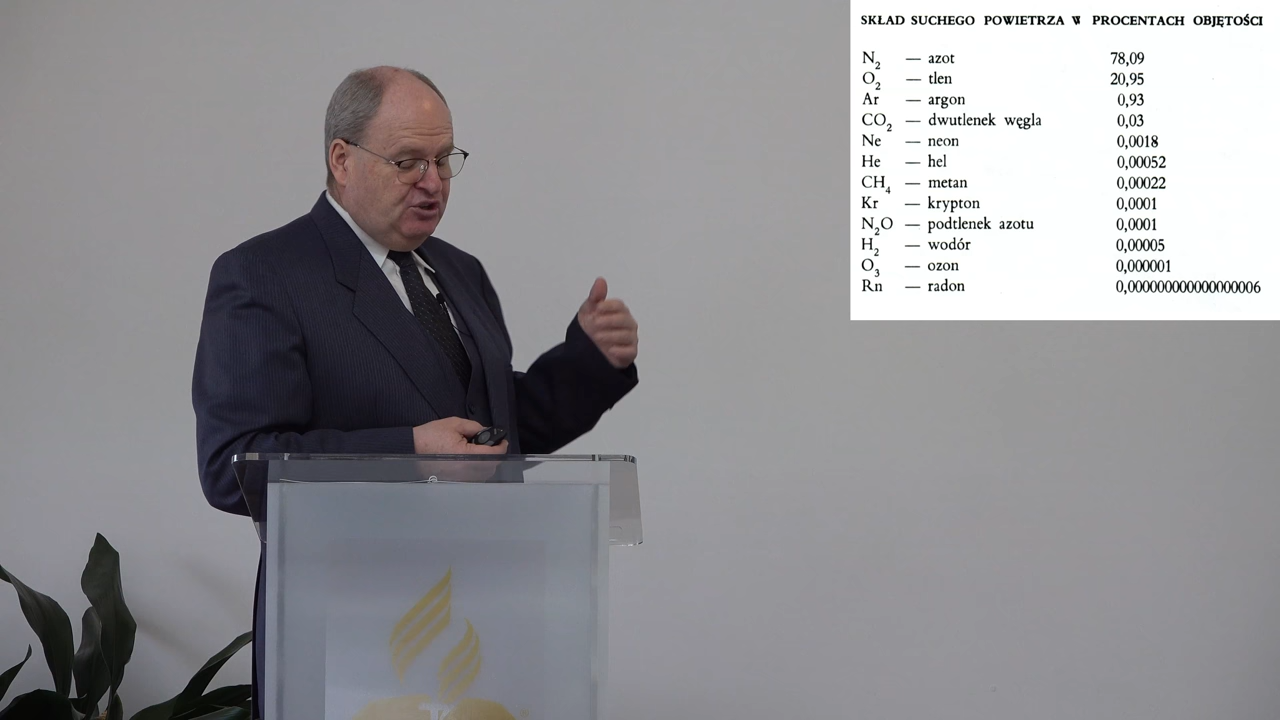 SKŁAD SUCHEGO POWIETRZA W PROCENTACH OBJĘTOŚCI
N₂ — azot 78,09
O₂ — tlen 20,95
Ar — argon 0,93
CO₂ — dwutlenek węgla 0,03
Ne — neon 0,0018
He — hel 0,00052
CH₄ — metan 0,00022
Kr — krypton 0,0001
N₂O — podtlenek azotu 0,0001
H₂ — wodór 0,00005
O₃ — ozon 0,000001
Rn — radon 0,000000000000000006